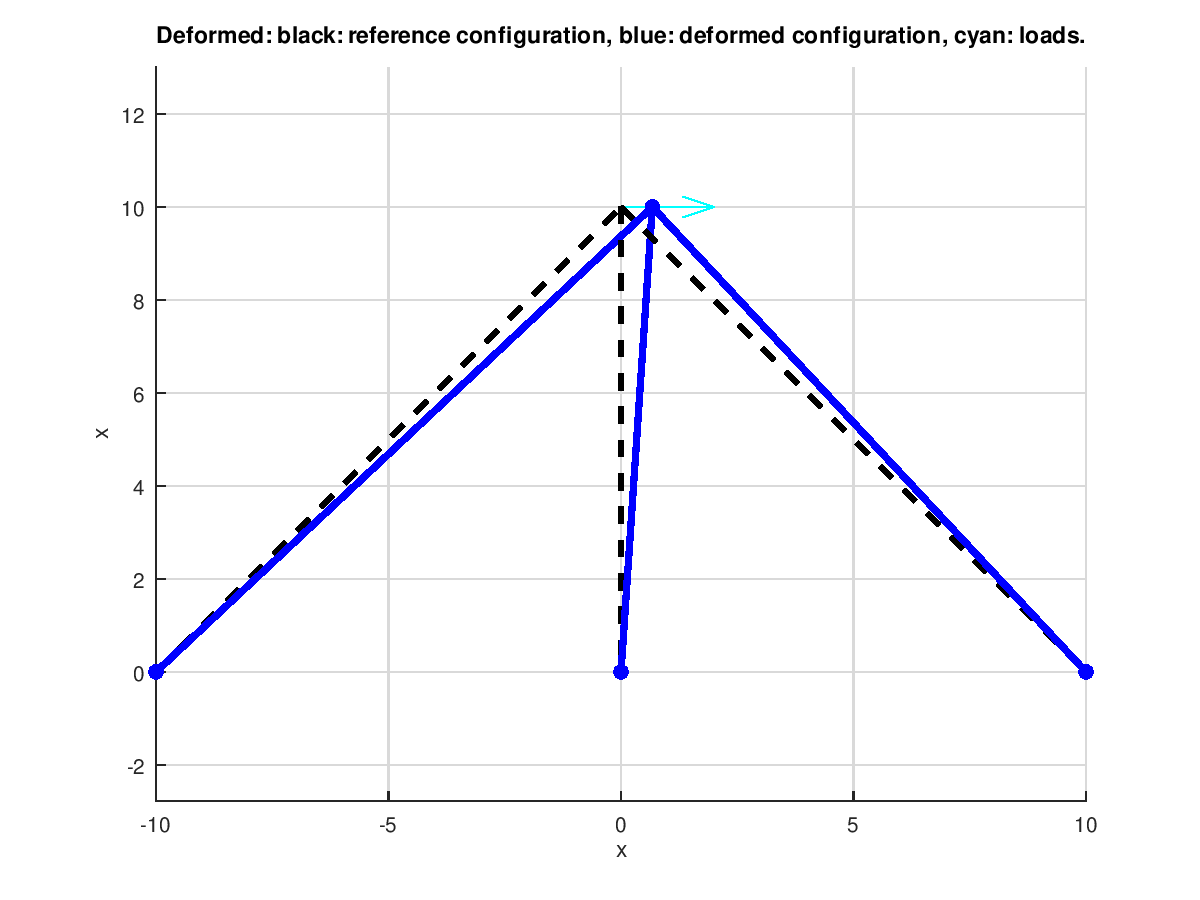 Deformed: black: reference configuration, blue: deformed configuration, cyan: loads.
12
10
8
6
4
2
0
-2
x
-10 -5 0 5 10
x